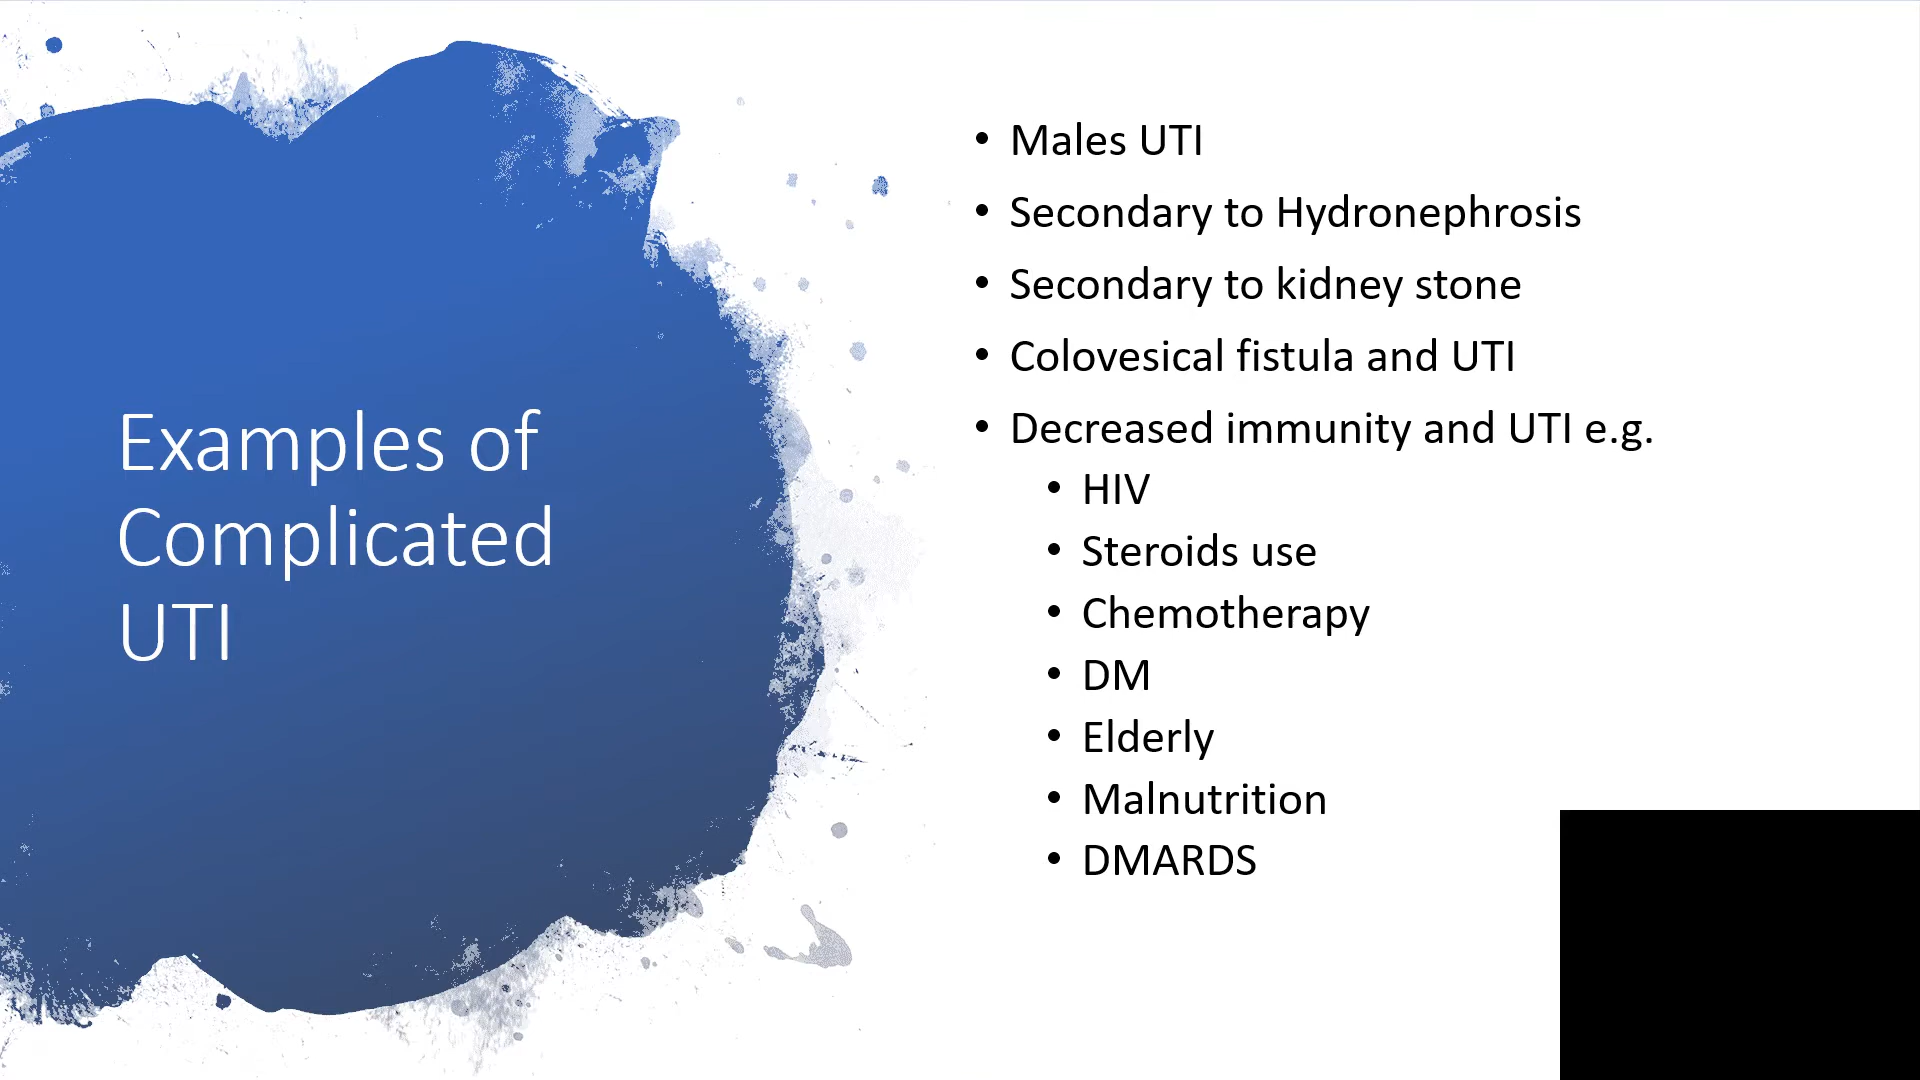 Examples of
Complicated
UTI
• Males UTI
• Secondary to Hydronephrosis
• Secondary to kidney stone
• Colovesical fistula and UTI
• Decreased immunity and UTI e.g.
• HIV
• Steroids use
• Chemotherapy
• DM
• Elderly
• Malnutrition
• DMARDS